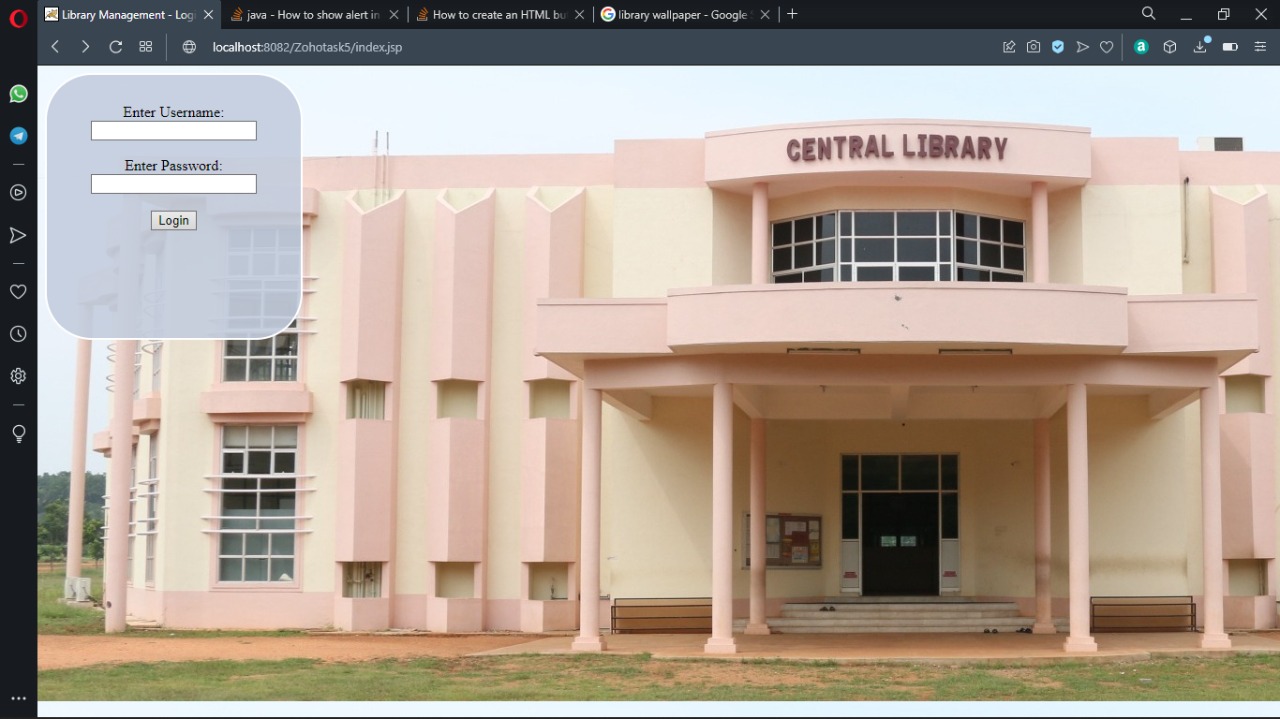 Library Management - Log
java - How to show alert in
How to create an HTML bu
library wallpaper - Google
localhost:8082/Zohotask5/index.jsp
a
Enter Username:
Enter Password:
Login
CENTRAL LIBRARY